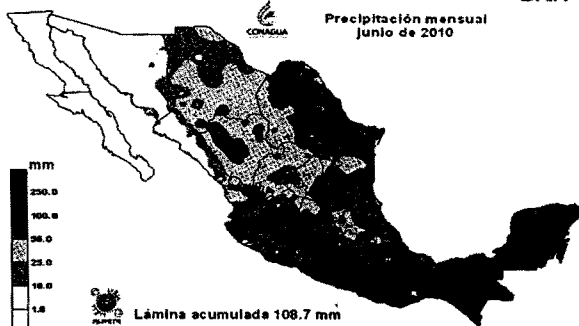 CONAGUA
Precipitación mensual
junio de 2010
mm
250.0
100.0
50.0
25.0
10.0
1.0
Lámina acumulada 108.7 mm